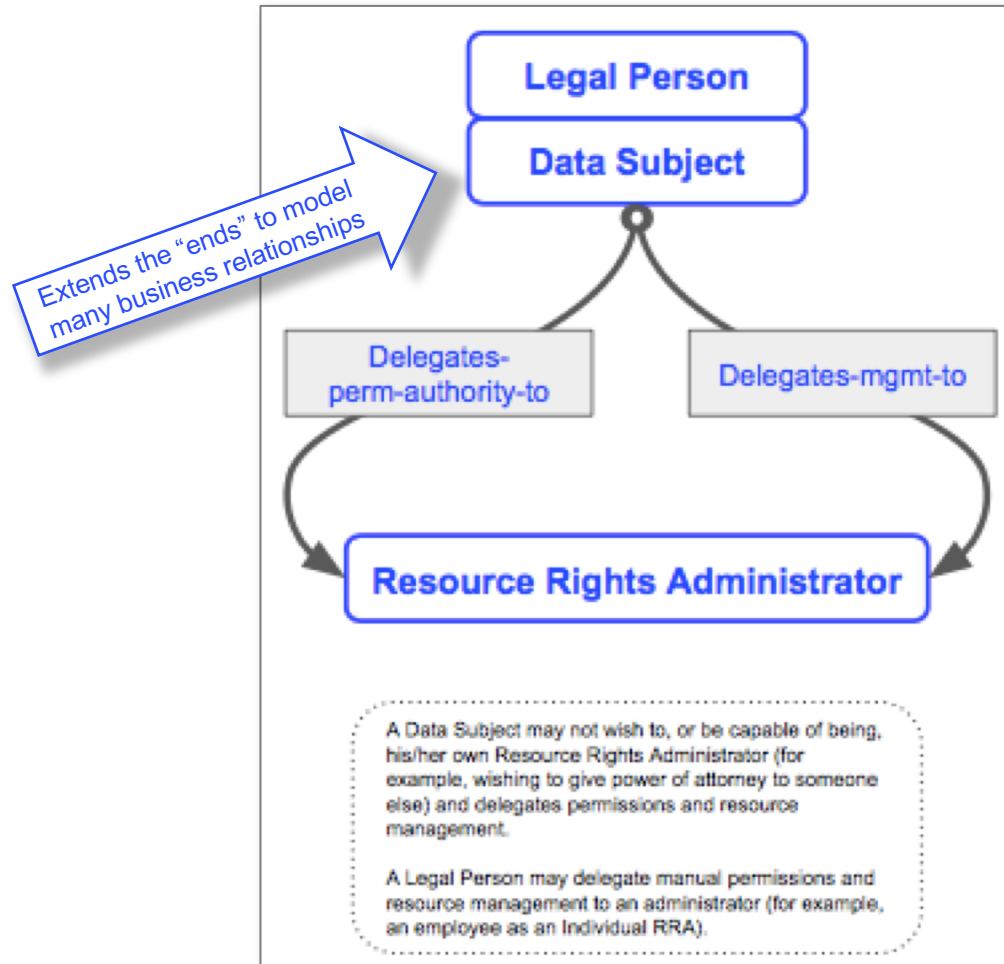 Legal Person
Data Subject
Extends the “ends” to model
many business relationships
Delegates-
perm-authority-to
Delegates-mgmt-to
Resource Rights Administrator
A Data Subject may not wish to, or be capable of being,
his/her own Resource Rights Administrator (for
example, wishing to give power of attorney to someone
else) and delegates permissions and resource
management.
A Legal Person may delegate manual permissions and
resource management to an administrator (for example,
an employee as an Individual RRA).